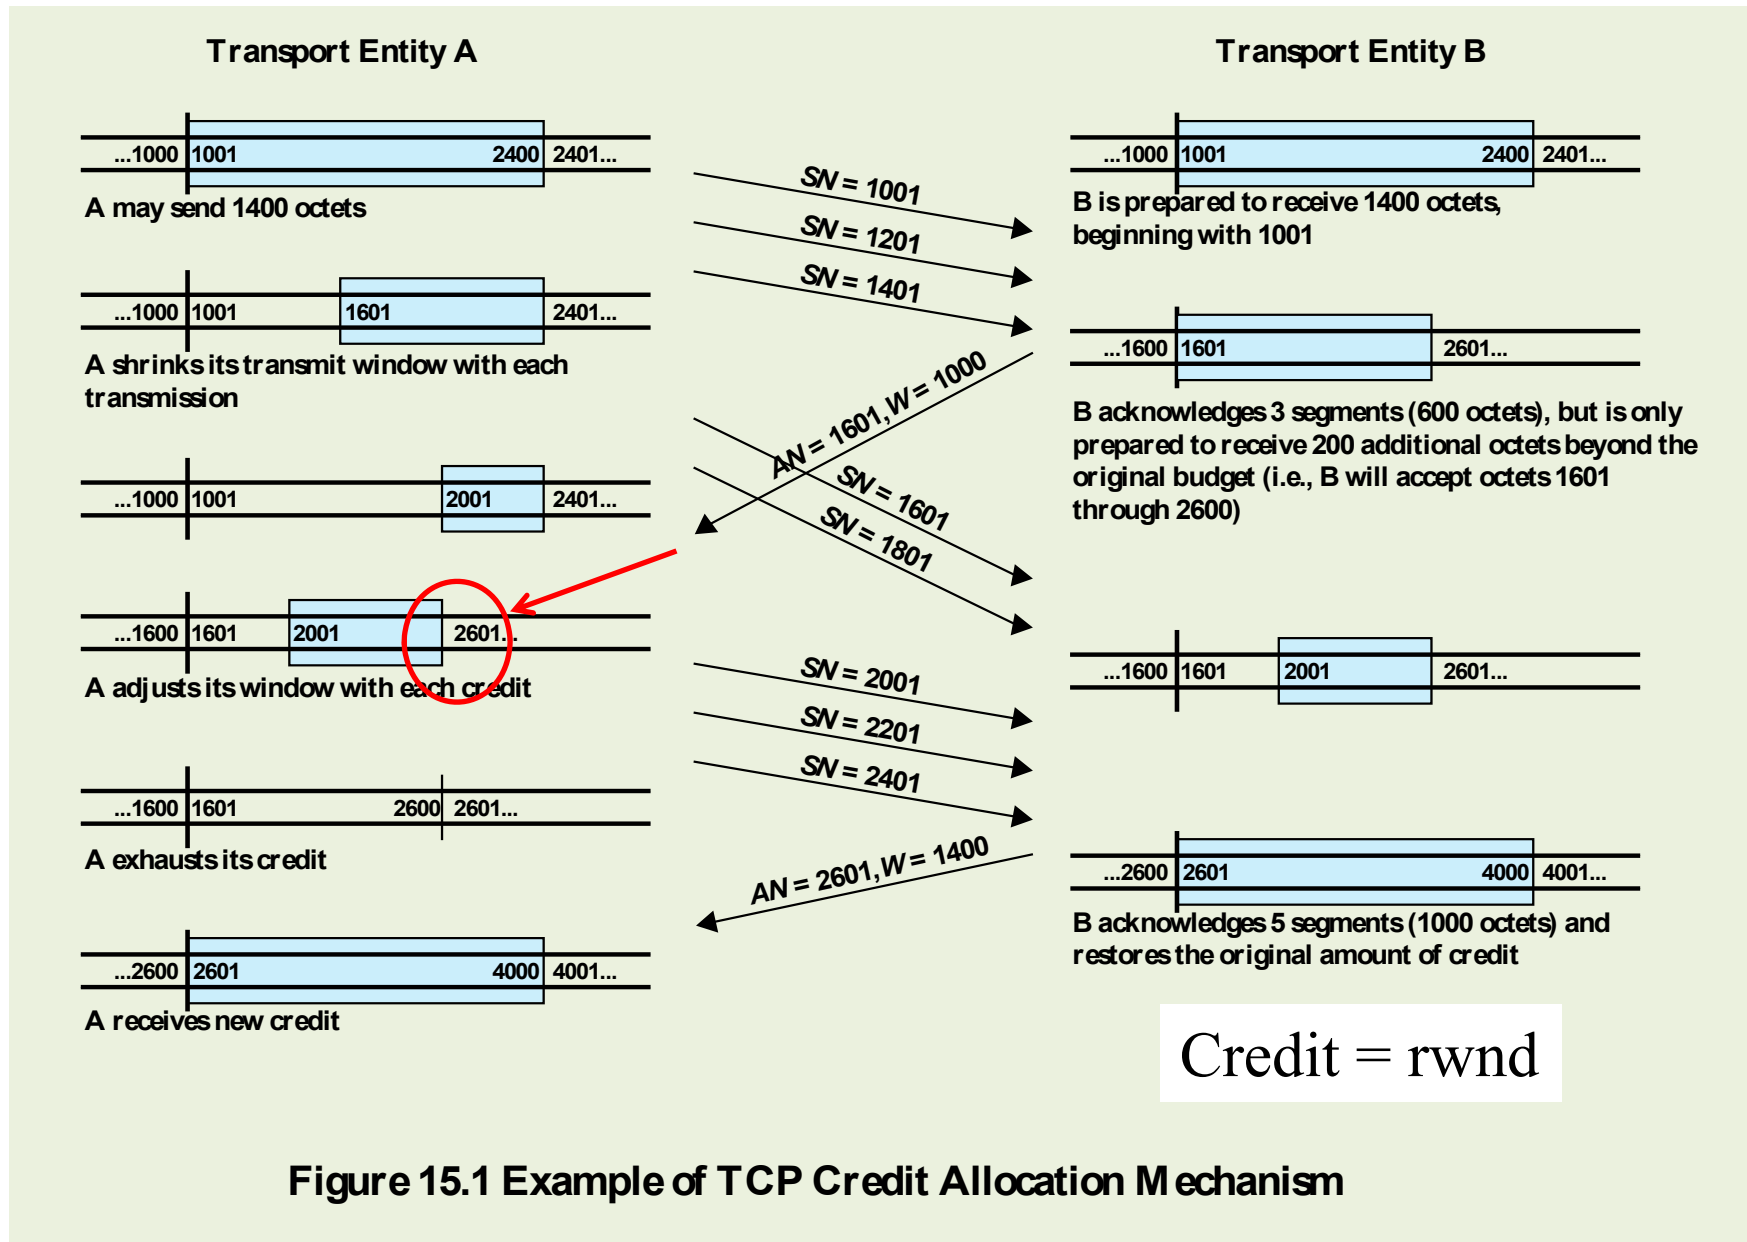 Transport Entity A
Transport Entity B
...1000 1001 2400 2401...
A may send 1400 octets
...1000 1001 1601 2401...
A shrinks its transmit window with each
transmission
...1000 1001 2001 2401...
...1600 1601 2001 2601...
A adjusts its window with each credit
...1600 1601 2600 2601...
A exhausts its credit
...2600 2601 4000 4001...
A receives new credit
SN = 1001
SN = 1201
SN = 1401
AN = 1601, W = 1000
SN = 1601
SN = 1801
SN = 2001
SN = 2201
SN = 2401
AN = 2601, W = 1400
...1000 1001 2400 2401...
B is prepared to receive 1400 octets,
beginning with 1001
...1600 1601 2601...
B acknowledges 3 segments (600 octets), but is only
prepared to receive 200 additional octets beyond the
original budget (i.e., B will accept octets 1601
through 2600)
...1600 1601 2001 2601...
...2600 2601 4000 4001...
B acknowledges 5 segments (1000 octets) and
restores the original amount of credit
Credit = rwnd
Figure 15.1 Example of TCP Credit Allocation Mechanism